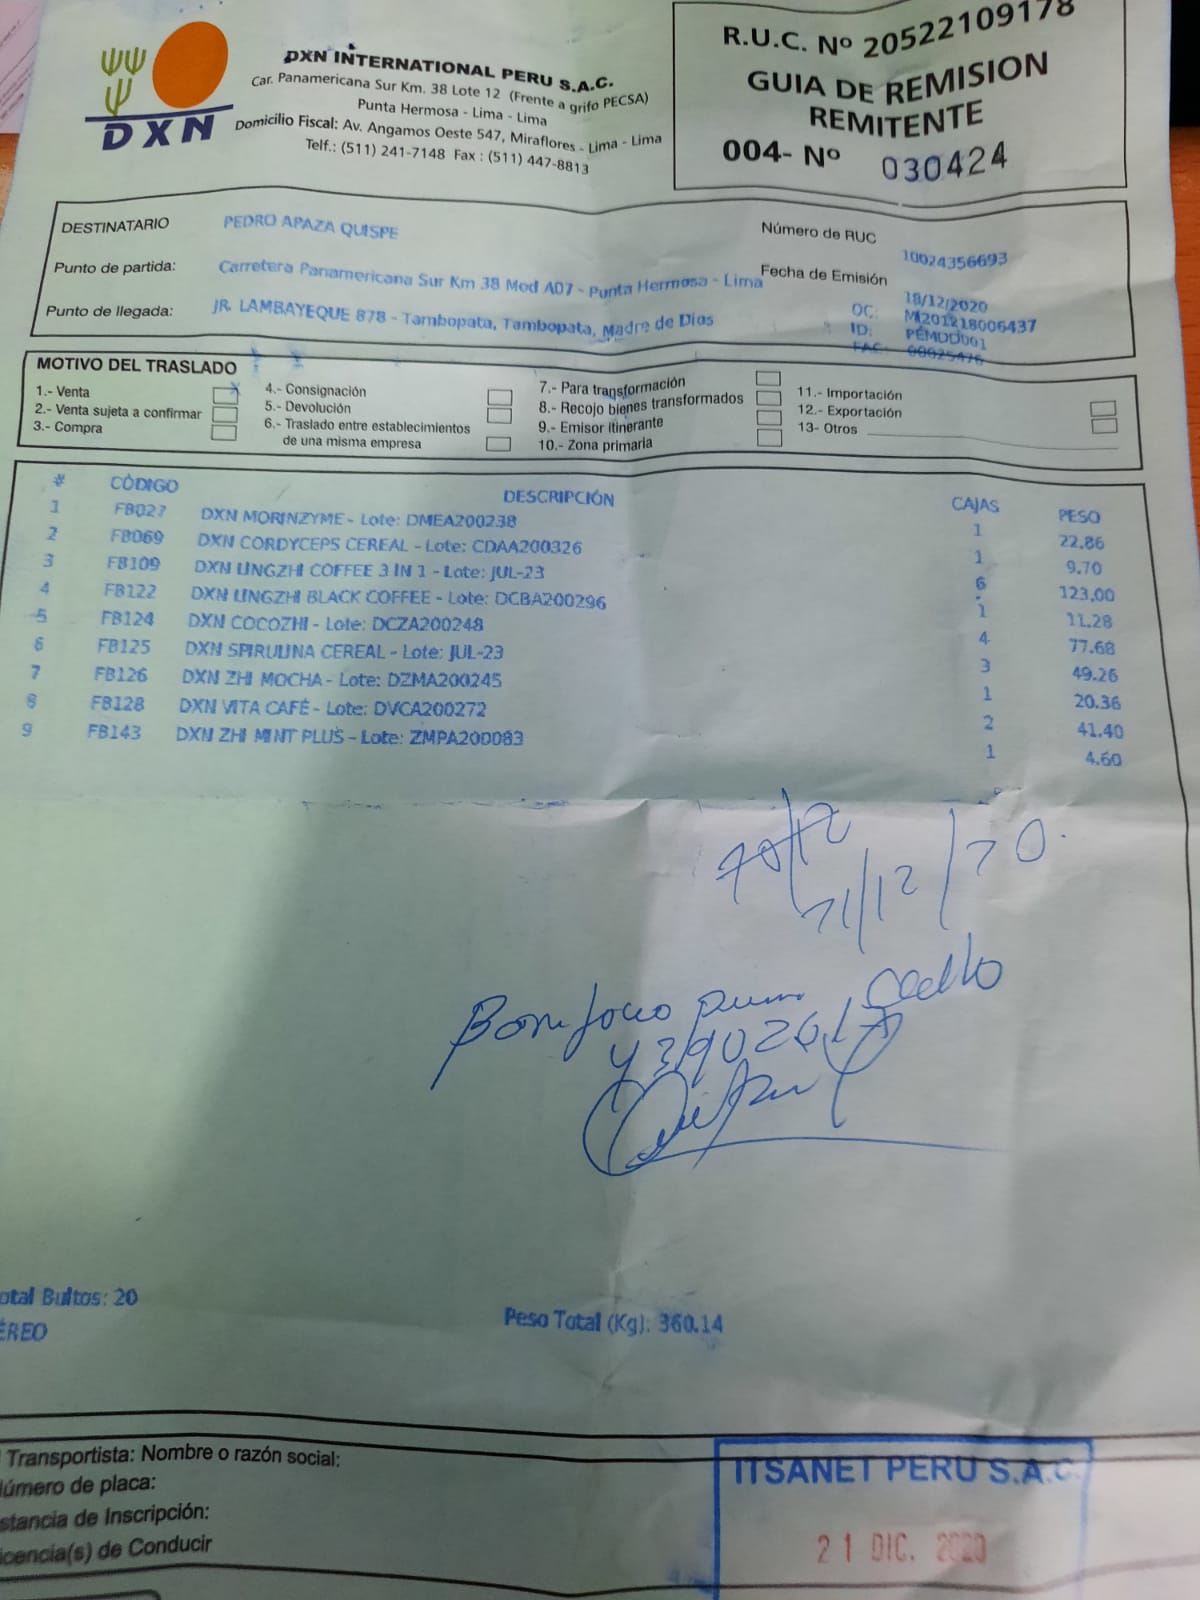 DXN
DXN INTERNATIONAL PERU S.A.C.
Car. Panamericana Sur Km. 38 Lote 12 (Frente a grifo PECSA)
Punta Hermosa - Lima - Lima
Domicilio Fiscal: Av. Angamos Oeste 547, Miraflores - Lima - Lima
Telf.: (511) 241-7148 Fax : (511) 447-8813
R.U.C. Nº 20522109178
GUIA DE REMISION
REMITENTE
004- Nº 030424
DESTINATARIO PEDRO APAZA QUISPE Número de RUC 10024356693
Punto de partida: Carretera Panamericana Sur Km 38 Mod A07 - Punta Hermosa - Lima Fecha de Emisión 18/12/2020
Punto de llegada: JR. LAMBAYEQUE 878 - Tambopata, Tambopata, Madre de Dios OC: MI201218006437
ID: PEMDD001
FAC: 00025476
MOTIVO DEL TRASLADO
1.- Venta X 4.- Consignación 7.- Para transformación 11.- Importación
2.- Venta sujeta a confirmar 5.- Devolución 8.- Recojo bienes transformados 12.- Exportación
3.- Compra 6.- Traslado entre establecimientos 9.- Emisor itinerante 13- Otros
de una misma empresa 10.- Zona primaria
# CÓDIGO DESCRIPCIÓN CAJAS PESO
1 FB027 DXN MORINZYME - Lote: DMEA200238 1 22.86
2 FB069 DXN CORDYCEPS CEREAL - Lote: CDAA200326 1 9.70
3 FB109 DXN LINGZHI COFFEE 3 IN 1 - Lote: JUL-23 6 123.00
4 FB122 DXN LINGZHI BLACK COFFEE - Lote: DCBA200296 1 11.28
5 FB124 DXN COCOZHI - Lote: DCZA200248 4 77.68
6 FB125 DXN SPIRULINA CEREAL - Lote: JUL-23 3 49.26
7 FB126 DXN ZHI MOCHA - Lote: DZMA200245 1 20.36
8 FB128 DXN VITA CAFÉ - Lote: DVCA200272 2 41.40
9 FB143 DXN ZHI MINT PLUS - Lote: ZMPA200083 1 4.60
21/12/20.
Bonifacio
otal Bultos: 20
Peso Total (Kg): 360.14
ÉREO
Transportista: Nombre o razón social:
úmero de placa:
stancia de Inscripción:
icencia(s) de Conducir
ITSANET PERU S.A.C.
21 DIC. 2020